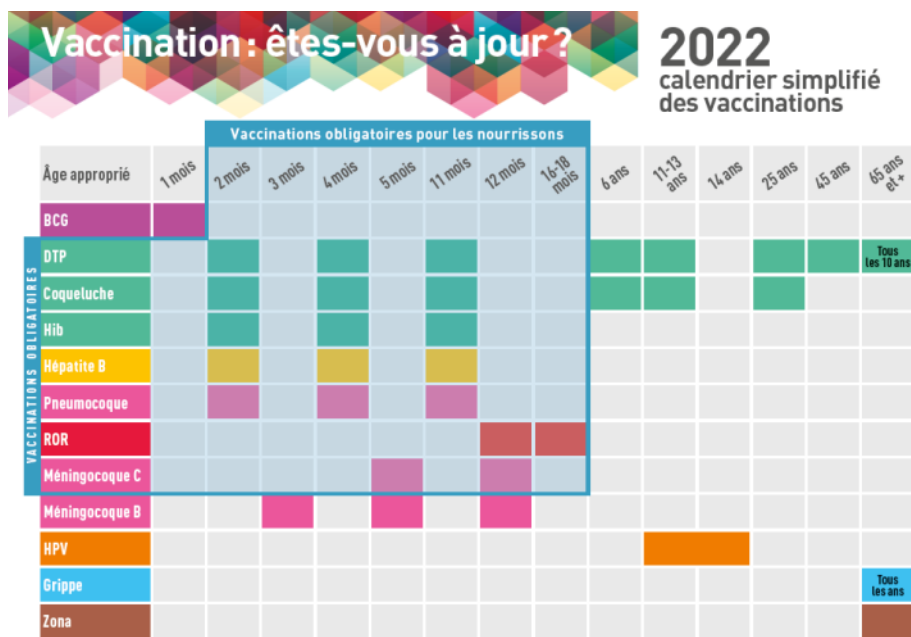 Vaccination : êtes-vous à jour ?
2022
calendrier simplifié
des vaccinations
Vaccinations obligatoires pour les nourrissons
Âge approprié
1 mois
2 mois
3 mois
4 mois
5 mois
11 mois
12 mois
16-18
mois
6 ans
11-13
ans
14 ans
25 ans
45 ans
65 ans
et +
BCG
VACCINATIONS OBLIGATOIRES
DTP
Tous
les 10 ans
Coqueluche
Hib
Hépatite B
Pneumocoque
ROR
Méningocoque C
Méningocoque B
HPV
Grippe
Tous
les ans
Zona